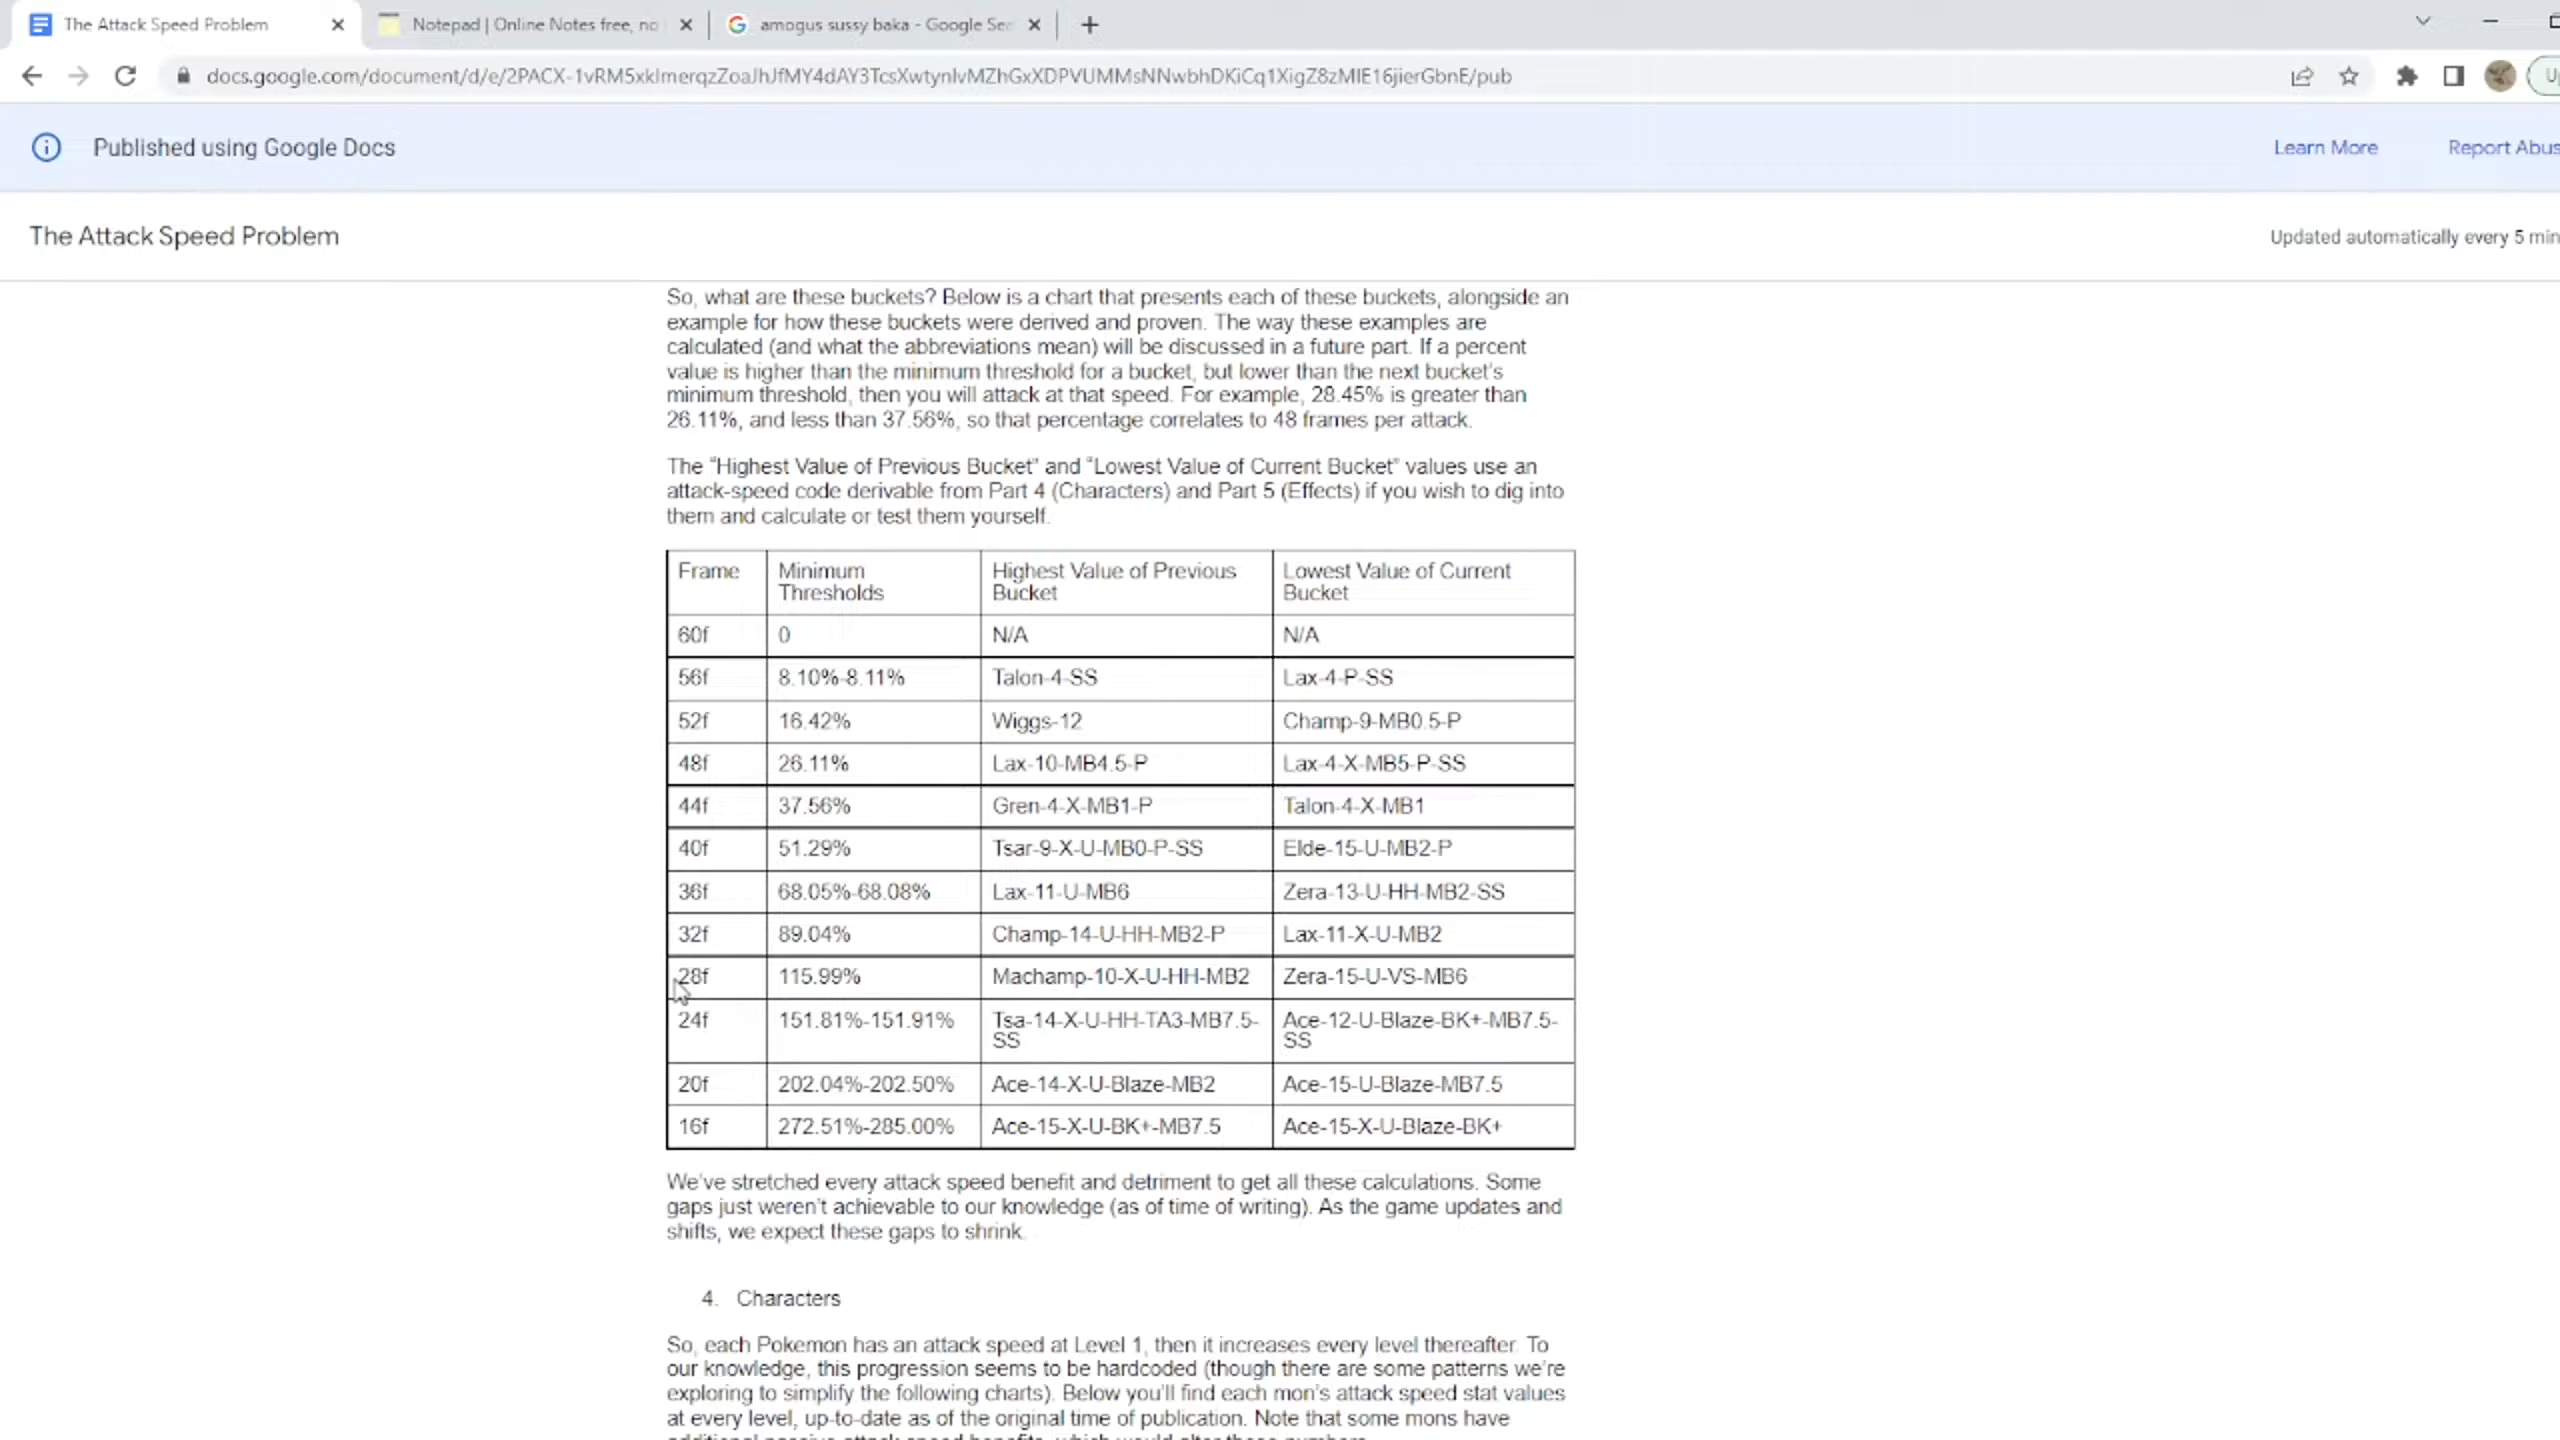 The Attack Speed Problem
Notepad | Online Notes free, no
amogus sussy baka - Google Sea
docs.google.com/document/d/e/2PACX-1vRM5xkImerqzZoaJhJfMY4dAY3TcsXwtynlvMZhGxXDPVUMMsNNwbhDKiCq1XigZ8zMIE16jierGbnE/pub
Published using Google Docs
Learn More
Report Abus
The Attack Speed Problem
Updated automatically every 5 min
So, what are these buckets? Below is a chart that presents each of these buckets, alongside an
example for how these buckets were derived and proven. The way these examples are
calculated (and what the abbreviations mean) will be discussed in a future part. If a percent
value is higher than the minimum threshold for a bucket, but lower than the next bucket's
minimum threshold, then you will attack at that speed. For example, 28.45% is greater than
26.11%, and less than 37.56%, so that percentage correlates to 48 frames per attack.
The “Highest Value of Previous Bucket” and “Lowest Value of Current Bucket” values use an
attack-speed code derivable from Part 4 (Characters) and Part 5 (Effects) if you wish to dig into
them and calculate or test them yourself.
Frame Minimum Thresholds Highest Value of Previous Bucket Lowest Value of Current Bucket
60f 0 N/A N/A
56f 8.10%-8.11% Talon-4-SS Lax-4-P-SS
52f 16.42% Wiggs-12 Champ-9-MB0.5-P
48f 26.11% Lax-10-MB4.5-P Lax-4-X-MB5-P-SS
44f 37.56% Gren-4-X-MB1-P Talon-4-X-MB1
40f 51.29% Tsar-9-X-U-MB0-P-SS Elde-15-U-MB2-P
36f 68.05%-68.08% Lax-11-U-MB6 Zera-13-U-HH-MB2-SS
32f 89.04% Champ-14-U-HH-MB2-P Lax-11-X-U-MB2
28f 115.99% Machamp-10-X-U-HH-MB2 Zera-15-U-VS-MB6
24f 151.81%-151.91% Tsa-14-X-U-HH-TA3-MB7.5-SS Ace-12-U-Blaze-BK+-MB7.5-SS
20f 202.04%-202.50% Ace-14-X-U-Blaze-MB2 Ace-15-U-Blaze-MB7.5
16f 272.51%-285.00% Ace-15-X-U-BK+-MB7.5 Ace-15-X-U-Blaze-BK+
We've stretched every attack speed benefit and detriment to get all these calculations. Some
gaps just weren't achievable to our knowledge (as of time of writing). As the game updates and
shifts, we expect these gaps to shrink.
4. Characters
So, each Pokemon has an attack speed at Level 1, then it increases every level thereafter. To
our knowledge, this progression seems to be hardcoded (though there are some patterns we're
exploring to simplify the following charts). Below you'll find each mon's attack speed stat values
at every level, up-to-date as of the original time of publication. Note that some mons have